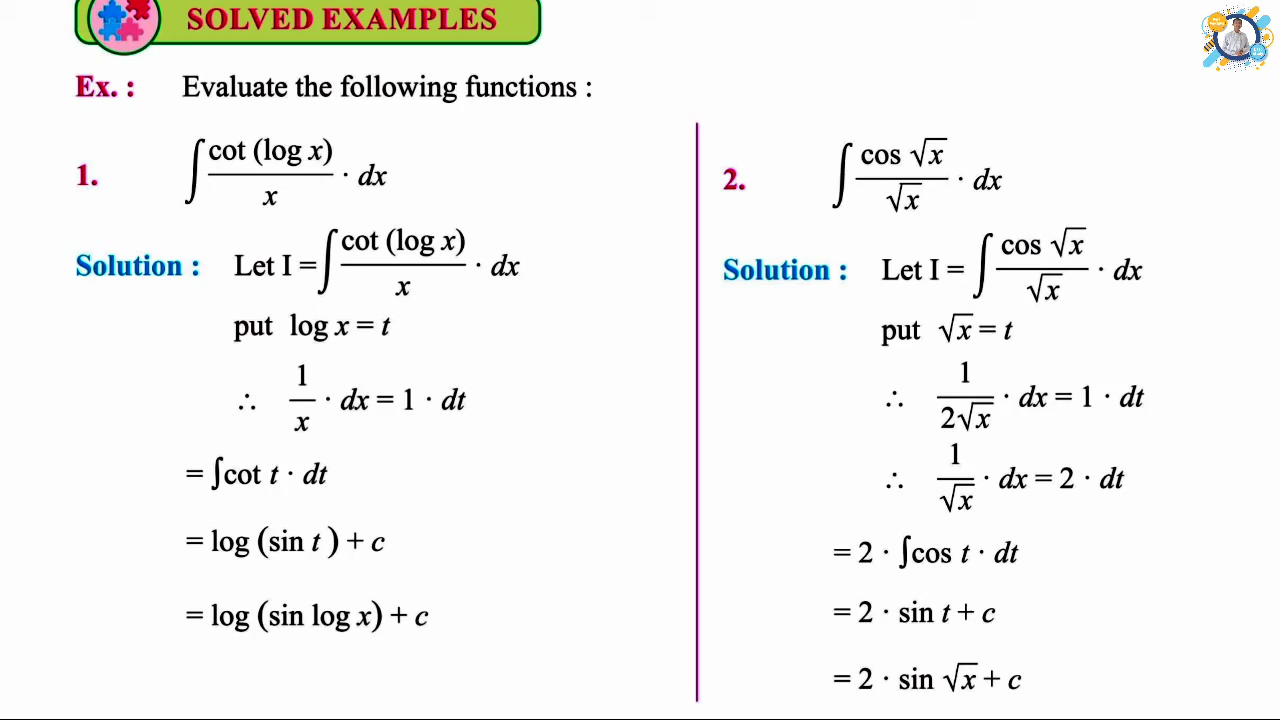 SOLVED EXAMPLES
Ex. : Evaluate the following functions :
1. ∫ cot (log x) / x · dx
Solution : Let I = ∫ cot (log x) / x · dx
put log x = t
∴ 1/x · dx = 1 · dt
= ∫cot t · dt
= log (sin t ) + c
= log (sin log x) + c
2. ∫ cos √x / √x · dx
Solution : Let I = ∫ cos √x / √x · dx
put √x = t
∴ 1/2√x · dx = 1 · dt
∴ 1/√x · dx = 2 · dt
= 2 · ∫cos t · dt
= 2 · sin t + c
= 2 · sin √x + c